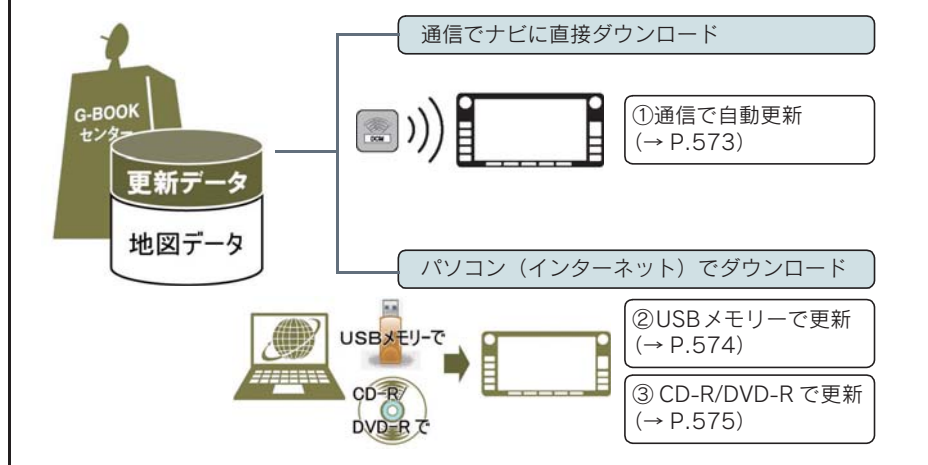 通信でナビに直接ダウンロード
G-BOOK
センター
更新データ
地図データ
DCM
①通信で自動更新
(→ P.573)
パソコン（インターネット）でダウンロード
USBメモリーで
CD-R/
DVD-Rで
②USBメモリーで更新
(→ P.574)
③ CD-R/DVD-R で更新
(→ P.575)